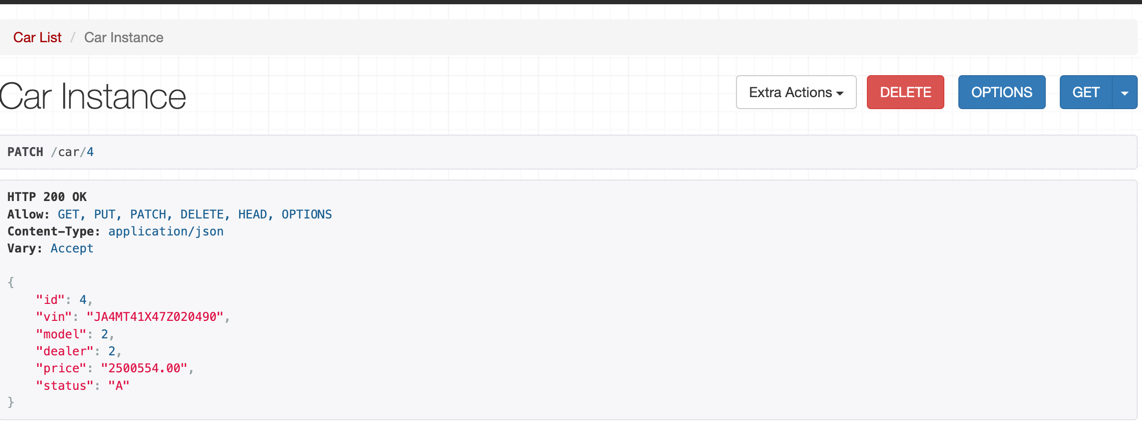 Car List / Car Instance
Car Instance
Extra Actions DELETE OPTIONS GET
PATCH /car/4
HTTP 200 OK
Allow: GET, PUT, PATCH, DELETE, HEAD, OPTIONS
Content-Type: application/json
Vary: Accept
{
"id": 4,
"vin": "JA4MT41X47Z020490",
"model": 2,
"dealer": 2,
"price": "2500554.00",
"status": "A"
}